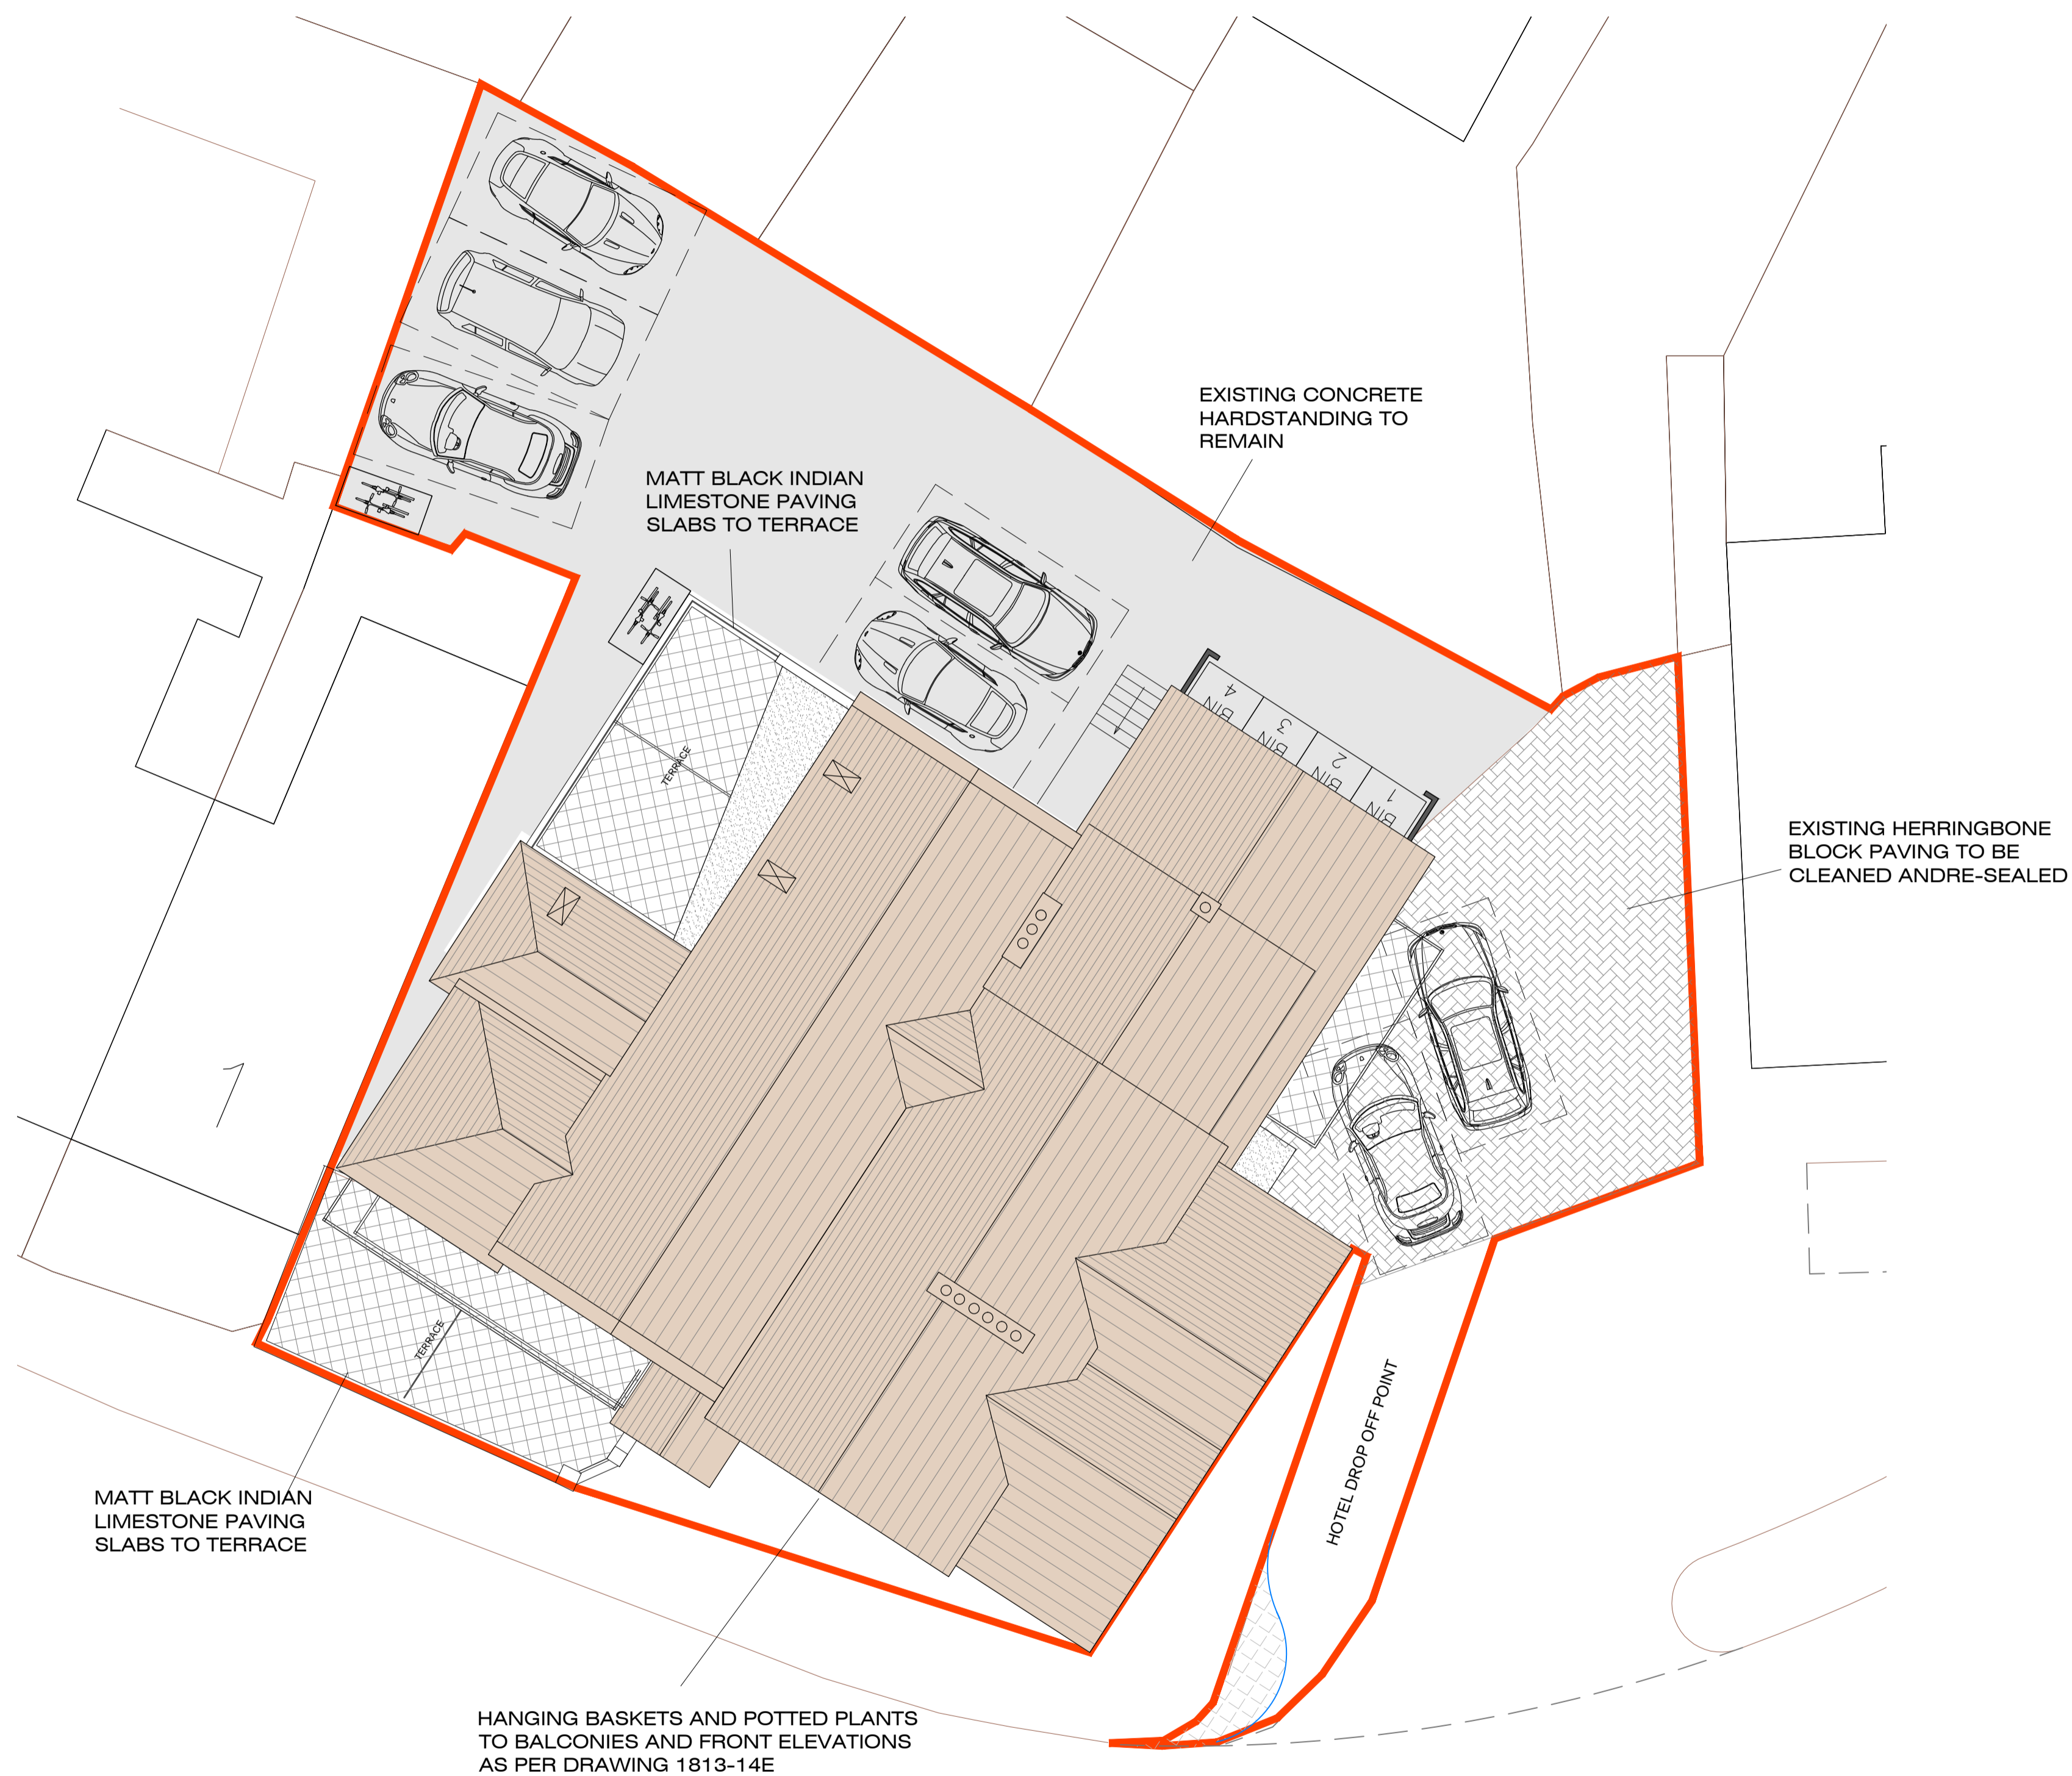 EXISTING CONCRETE
HARDSTANDING TO
REMAIN
MATT BLACK INDIAN
LIMESTONE PAVING
SLABS TO TERRACE
BIN
4
BIN
3
BIN
2
BIN
1
TERRACE
EXISTING HERRINGBONE
BLOCK PAVING TO BE
CLEANED ANDRE-SEALED
1
TERRACE
HOTEL DROP OFF POINT
MATT BLACK INDIAN
LIMESTONE PAVING
SLABS TO TERRACE
HANGING BASKETS AND POTTED PLANTS
TO BALCONIES AND FRONT ELEVATIONS
AS PER DRAWING 1813-14E